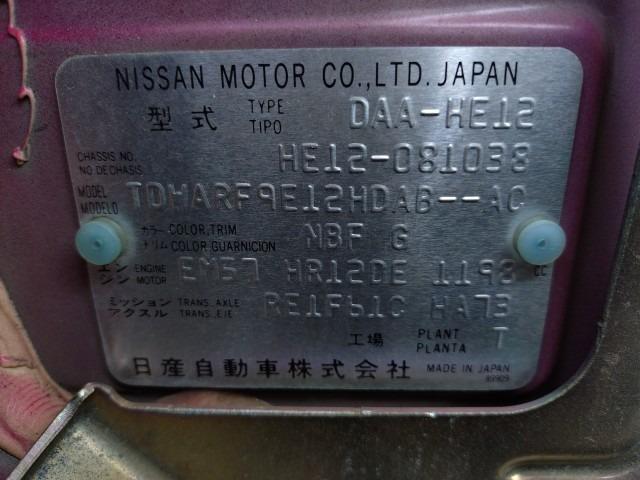 NISSAN MOTOR CO.,LTD. JAPAN
型式 TYPE TIPO DAA-HE12
CHASSIS NO. NO DE CHASSIS HE12-081038
MODEL MODELO TDMARF9E12HDAB--AC
カラー COLOR,TRIM トリム COLOR GUARNICION NBF G
エンジン ENGINE MOTOR EM57 HR12DE 1198 cc
ミッション アクスル TRANS.,AXLE TRANS.,EJE RE1F61C HA73
工場 PLANT PLANTA T
日産自動車株式会社 MADE IN JAPAN